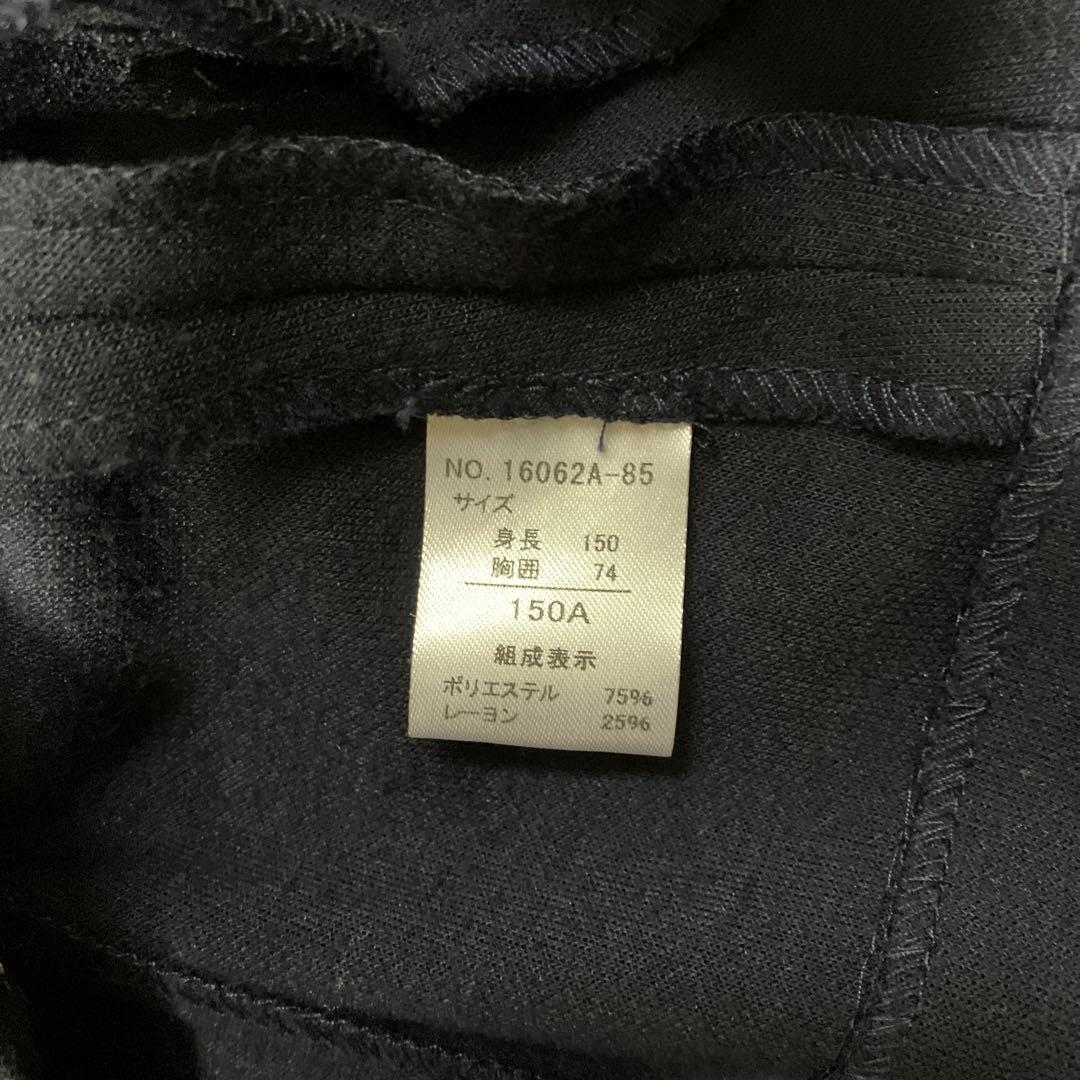 NO. 16062A-85
サイズ
身長 150
胸囲 74
150A
組成表示
ポリエステル 75%
レーヨン 25%